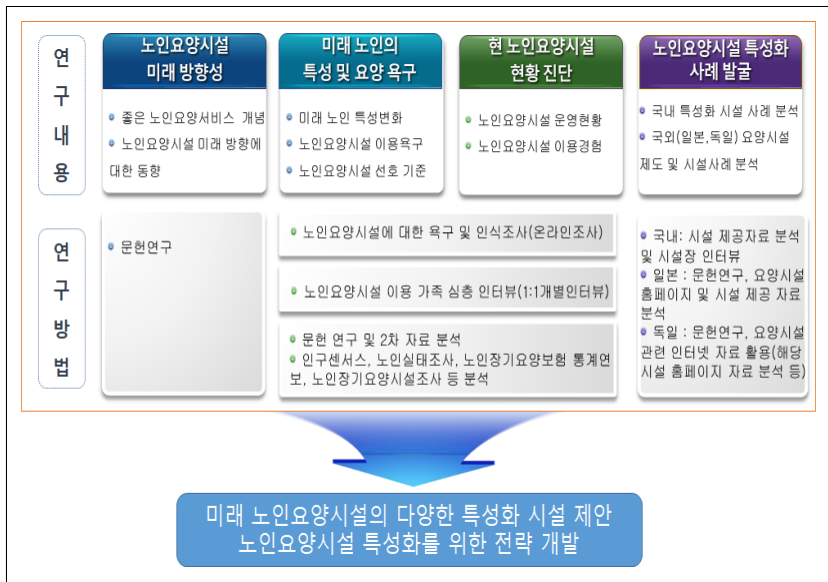 연
구
내
용
노인요양시설
미래 방향성
좋은 노인요양서비스 개념
노인요양시설 미래 방향에
대한 동향
미래 노인의
특성 및 요양 욕구
미래 노인 특성변화
노인요양시설 이용욕구
노인요양시설 선호 기준
현 노인요양시설
현황 진단
노인요양시설 운영현황
노인요양시설 이용경험
노인요양시설 특성화
사례 발굴
국내 특성화 시설 사례 분석
국외(일본,독일) 요양시설
제도 및 시설사례 분석
연
구
방
법
문헌연구
노인요양시설에 대한 욕구 및 인식조사(온라인조사)
노인요양시설 이용 가족 심층 인터뷰(1:1개별인터뷰)
문헌 연구 및 2차 자료 분석
인구센서스, 노인실태조사, 노인장기요양보험 통계연
보, 노인장기요양시설조사 등 분석
국내: 시설 제공자료 분석
및 시설장 인터뷰
일본 : 문헌연구, 요양시설
홈페이지 및 시설 제공 자료
분석
독일 : 문헌연구, 요양시설
관련 인터넷 자료 활용(해당
시설 홈페이지 자료 분석 등)
미래 노인요양시설의 다양한 특성화 시설 제안
노인요양시설 특성화를 위한 전략 개발